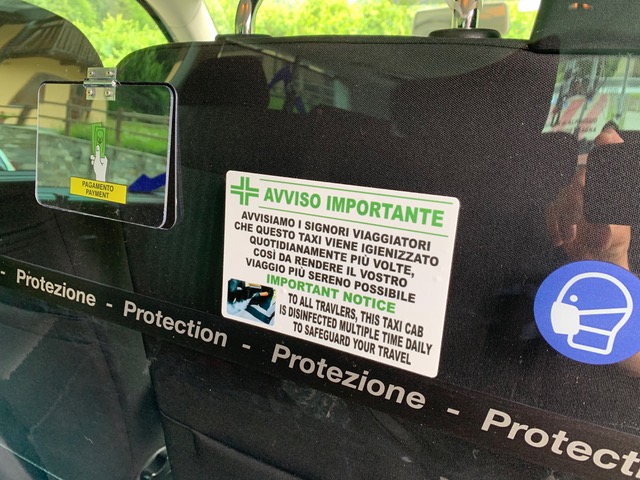 PAGAMENTO
PAYMENT
AVVISO IMPORTANTE
AVVISIAMO I SIGNORI VIAGGIATORI
CHE QUESTO TAXI VIENE IGIENIZZATO
QUOTIDIANAMENTE PIÙ VOLTE,
COSÌ DA RENDERE IL VOSTRO
VIAGGIO PIÙ SERENO POSSIBILE
IMPORTANT NOTICE
TO ALL TRAVLERS, THIS TAXI CAB
IS DISINFECTED MULTIPLE TIME DAILY
TO SAFEGUARD YOUR TRAVEL
- Protezione - Protection - Protezione - Protecti